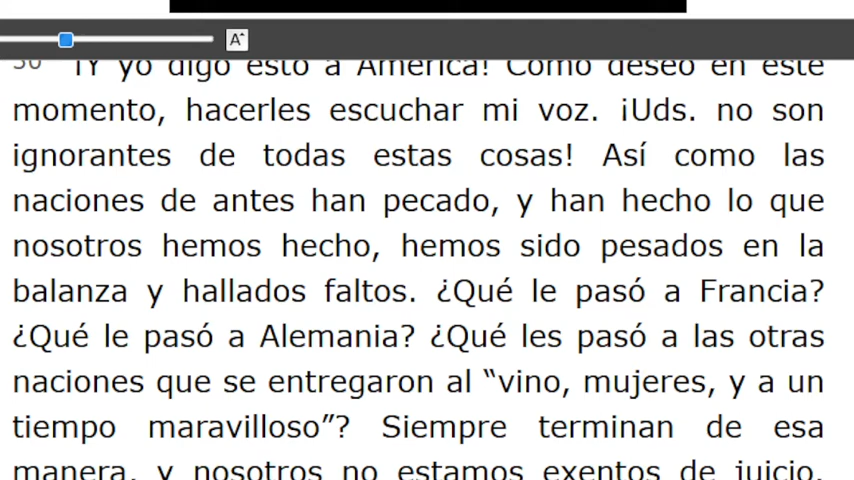 A
30 ¡Y yo digo esto a América! Como deseo en este
momento, hacerles escuchar mi voz. ¡Uds. no son
ignorantes de todas estas cosas! Así como las
naciones de antes han pecado, y han hecho lo que
nosotros hemos hecho, hemos sido pesados en la
balanza y hallados faltos. ¿Qué le pasó a Francia?
¿Qué le pasó a Alemania? ¿Qué les pasó a las otras
naciones que se entregaron al “vino, mujeres, y a un
tiempo maravilloso”? Siempre terminan de esa
manera, y nosotros no estamos exentos de juicio.